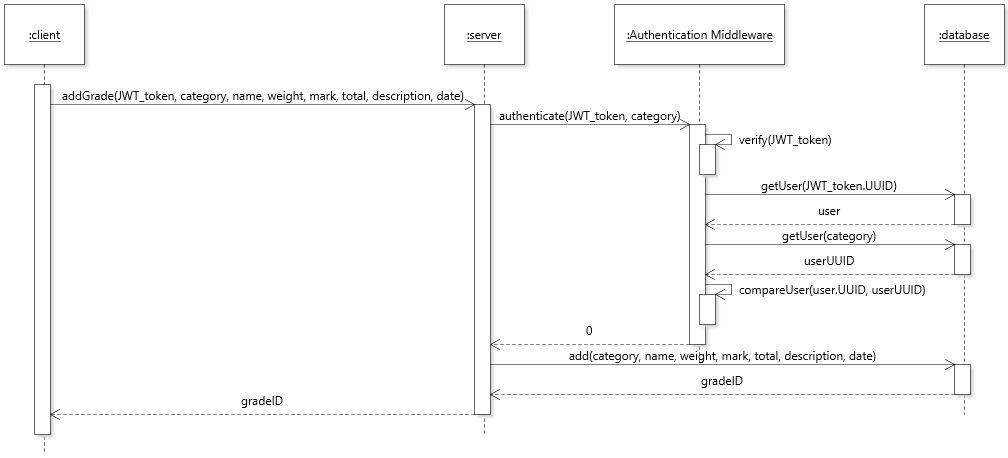 :client
:server
:Authentication Middleware
:database
addGrade(JWT_token, category, name, weight, mark, total, description, date)
authenticate(JWT_token, category)
verify(JWT_token)
getUser(JWT_token.UUID)
user
getUser(category)
userUUID
compareUser(user.UUID, userUUID)
0
add(category, name, weight, mark, total, description, date)
gradeID
gradeID